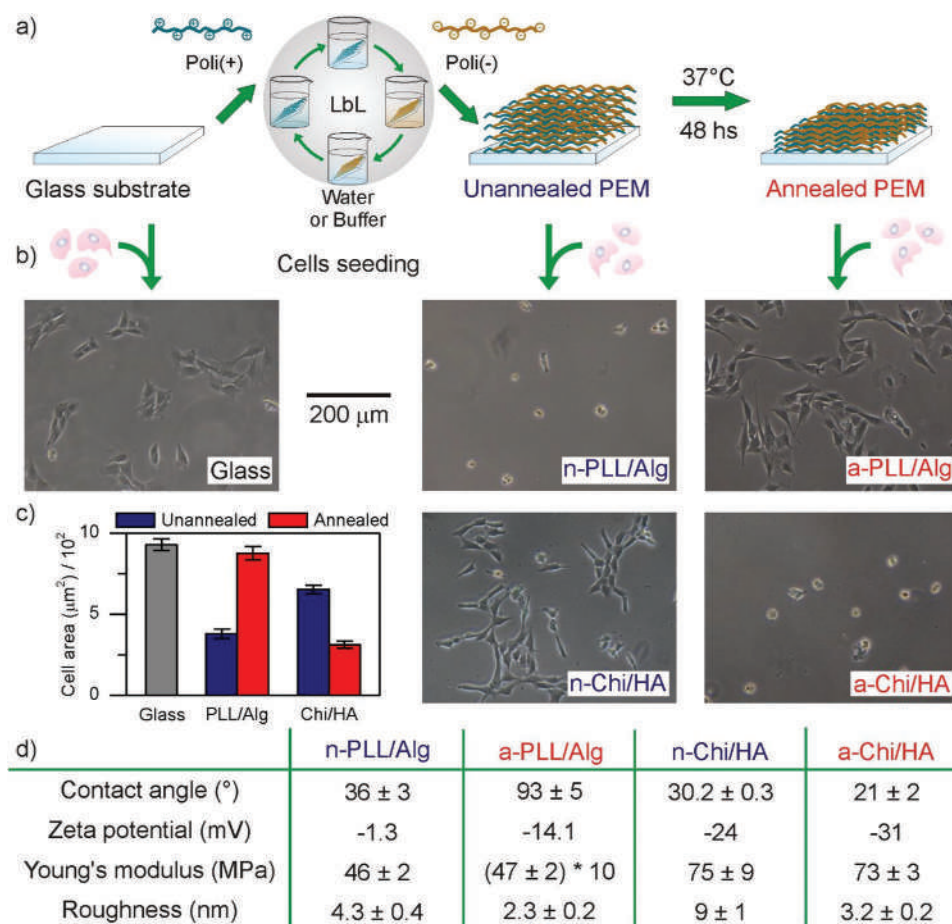 a)
Poli(+)
LbL
Poli(-)
37°C
48 hs
Glass substrate
Water
or Buffer
Unannealed PEM
Annealed PEM
b)
Cells seeding
Glass
200 μm
n-PLL/Alg
a-PLL/Alg
c)
Unannealed
Annealed
Cell area (μm²) / 10²
10
5
0
Glass
PLL/Alg
Chi/HA
n-Chi/HA
a-Chi/HA
d)
n-PLL/Alg a-PLL/Alg n-Chi/HA a-Chi/HA
Contact angle (°) 36 ± 3 93 ± 5 30.2 ± 0.3 21 ± 2
Zeta potential (mV) -1.3 -14.1 -24 -31
Young's modulus (MPa) 46 ± 2 (47 ± 2) * 10 75 ± 9 73 ± 3
Roughness (nm) 4.3 ± 0.4 2.3 ± 0.2 9 ± 1 3.2 ± 0.2